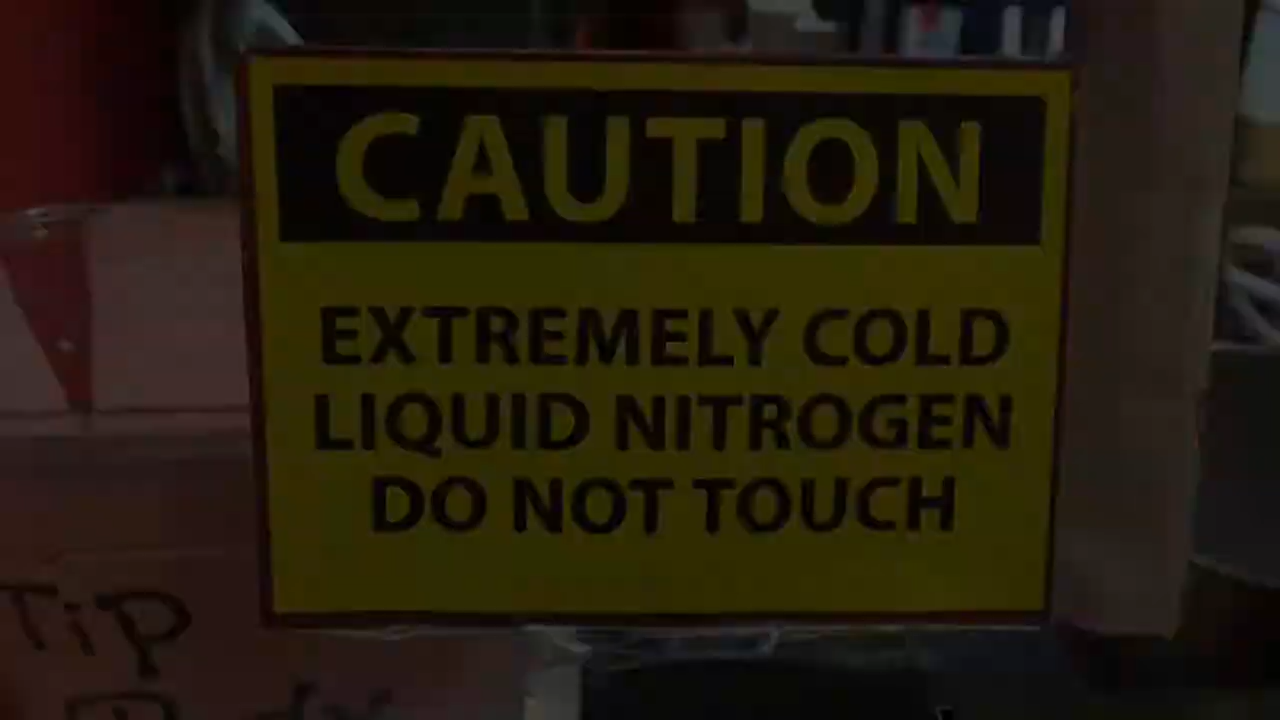 CAUTION
EXTREMELY COLD
LIQUID NITROGEN
DO NOT TOUCH
Tip